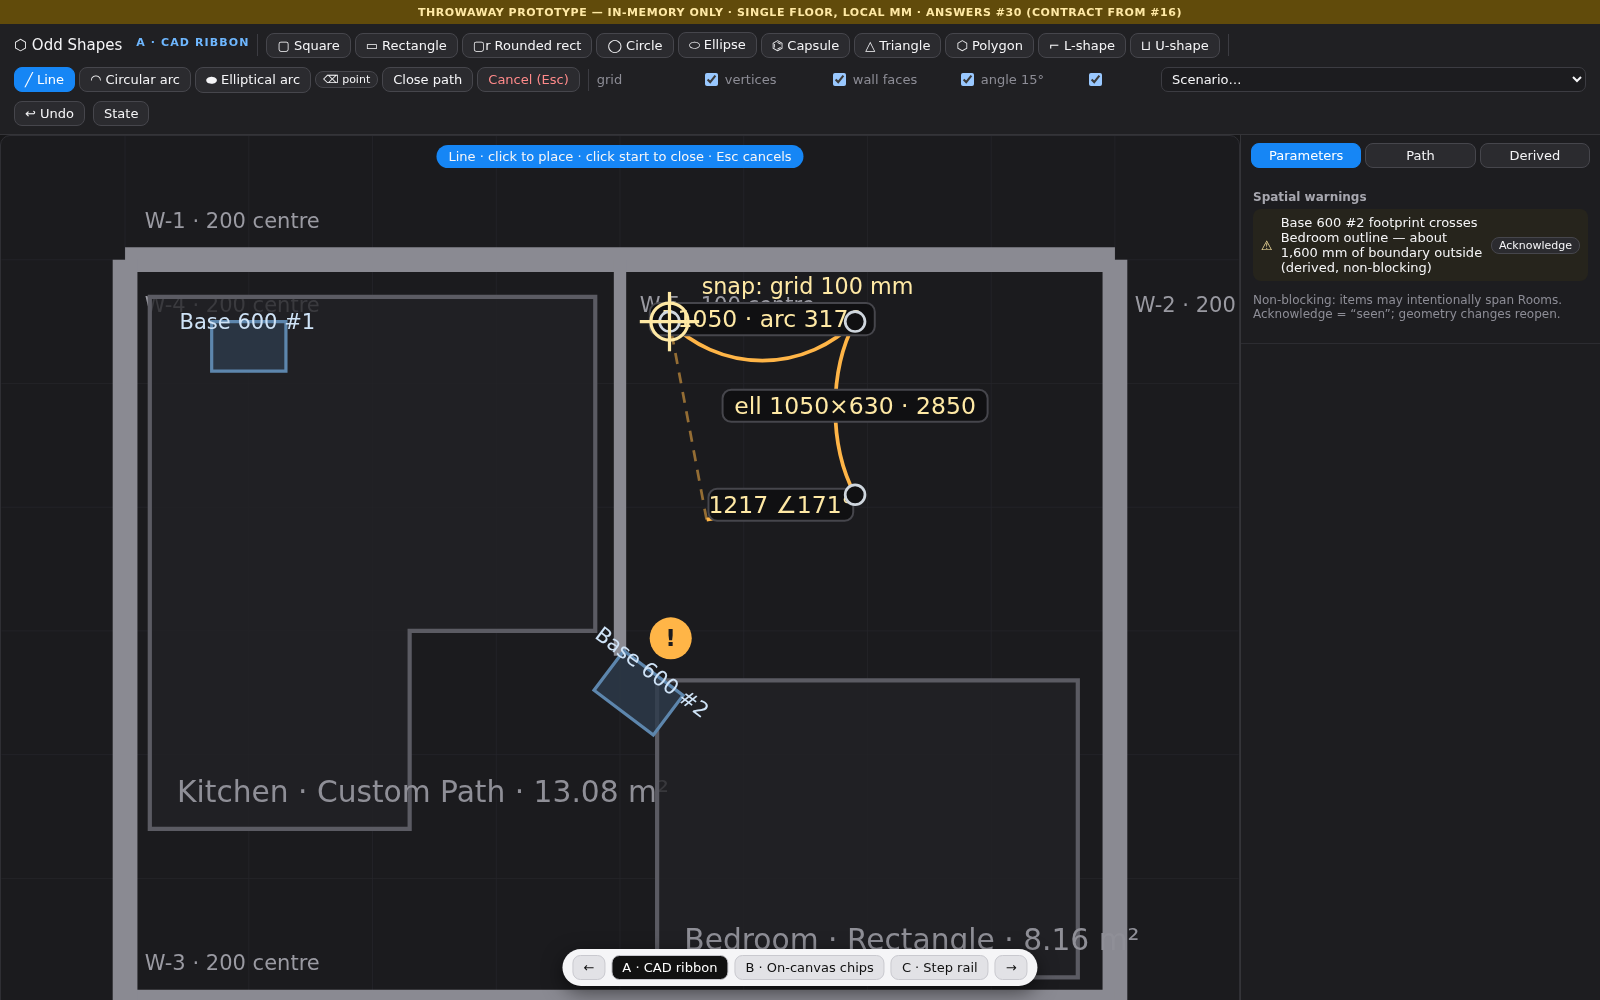 THROWAWAY PROTOTYPE — IN-MEMORY ONLY · SINGLE FLOOR, LOCAL MM · ANSWERS #30 (CONTRACT FROM #16)
⬡ Odd Shapes A · CAD RIBBON ▢ Square ▭ Rectangle ▢r Rounded rect ◯ Circle ⬭ Ellipse ⌬ Capsule △ Triangle ⬡ Polygon ⌐ L-shape ⊔ U-shape
╱ Line ◠ Circular arc ⬬ Elliptical arc ⌫ point Close path Cancel (Esc) grid vertices wall faces angle 15° Scenario…
↩ Undo State
Line · click to place · click start to close · Esc cancels
Parameters Path Derived
Spatial warnings
⚠ Base 600 #2 footprint crosses
Bedroom outline — about
1,600 mm of boundary outside
(derived, non-blocking)
Acknowledge
Non-blocking: items may intentionally span Rooms.
Acknowledge = “seen”; geometry changes reopen.
W-1 · 200 centre
snap: grid 100 mm
W-4 · 200 centre
100 centre
W-2 · 200
Base 600 #1
1050 · arc 317
ell 1050×630 · 2850
1217 ∠171
!
Base 600 #2
Kitchen · Custom Path · 13.08 m²
Bedroom · Rectangle · 8.16 m²
W-3 · 200 centre
← A · CAD ribbon B · On-canvas chips C · Step rail →